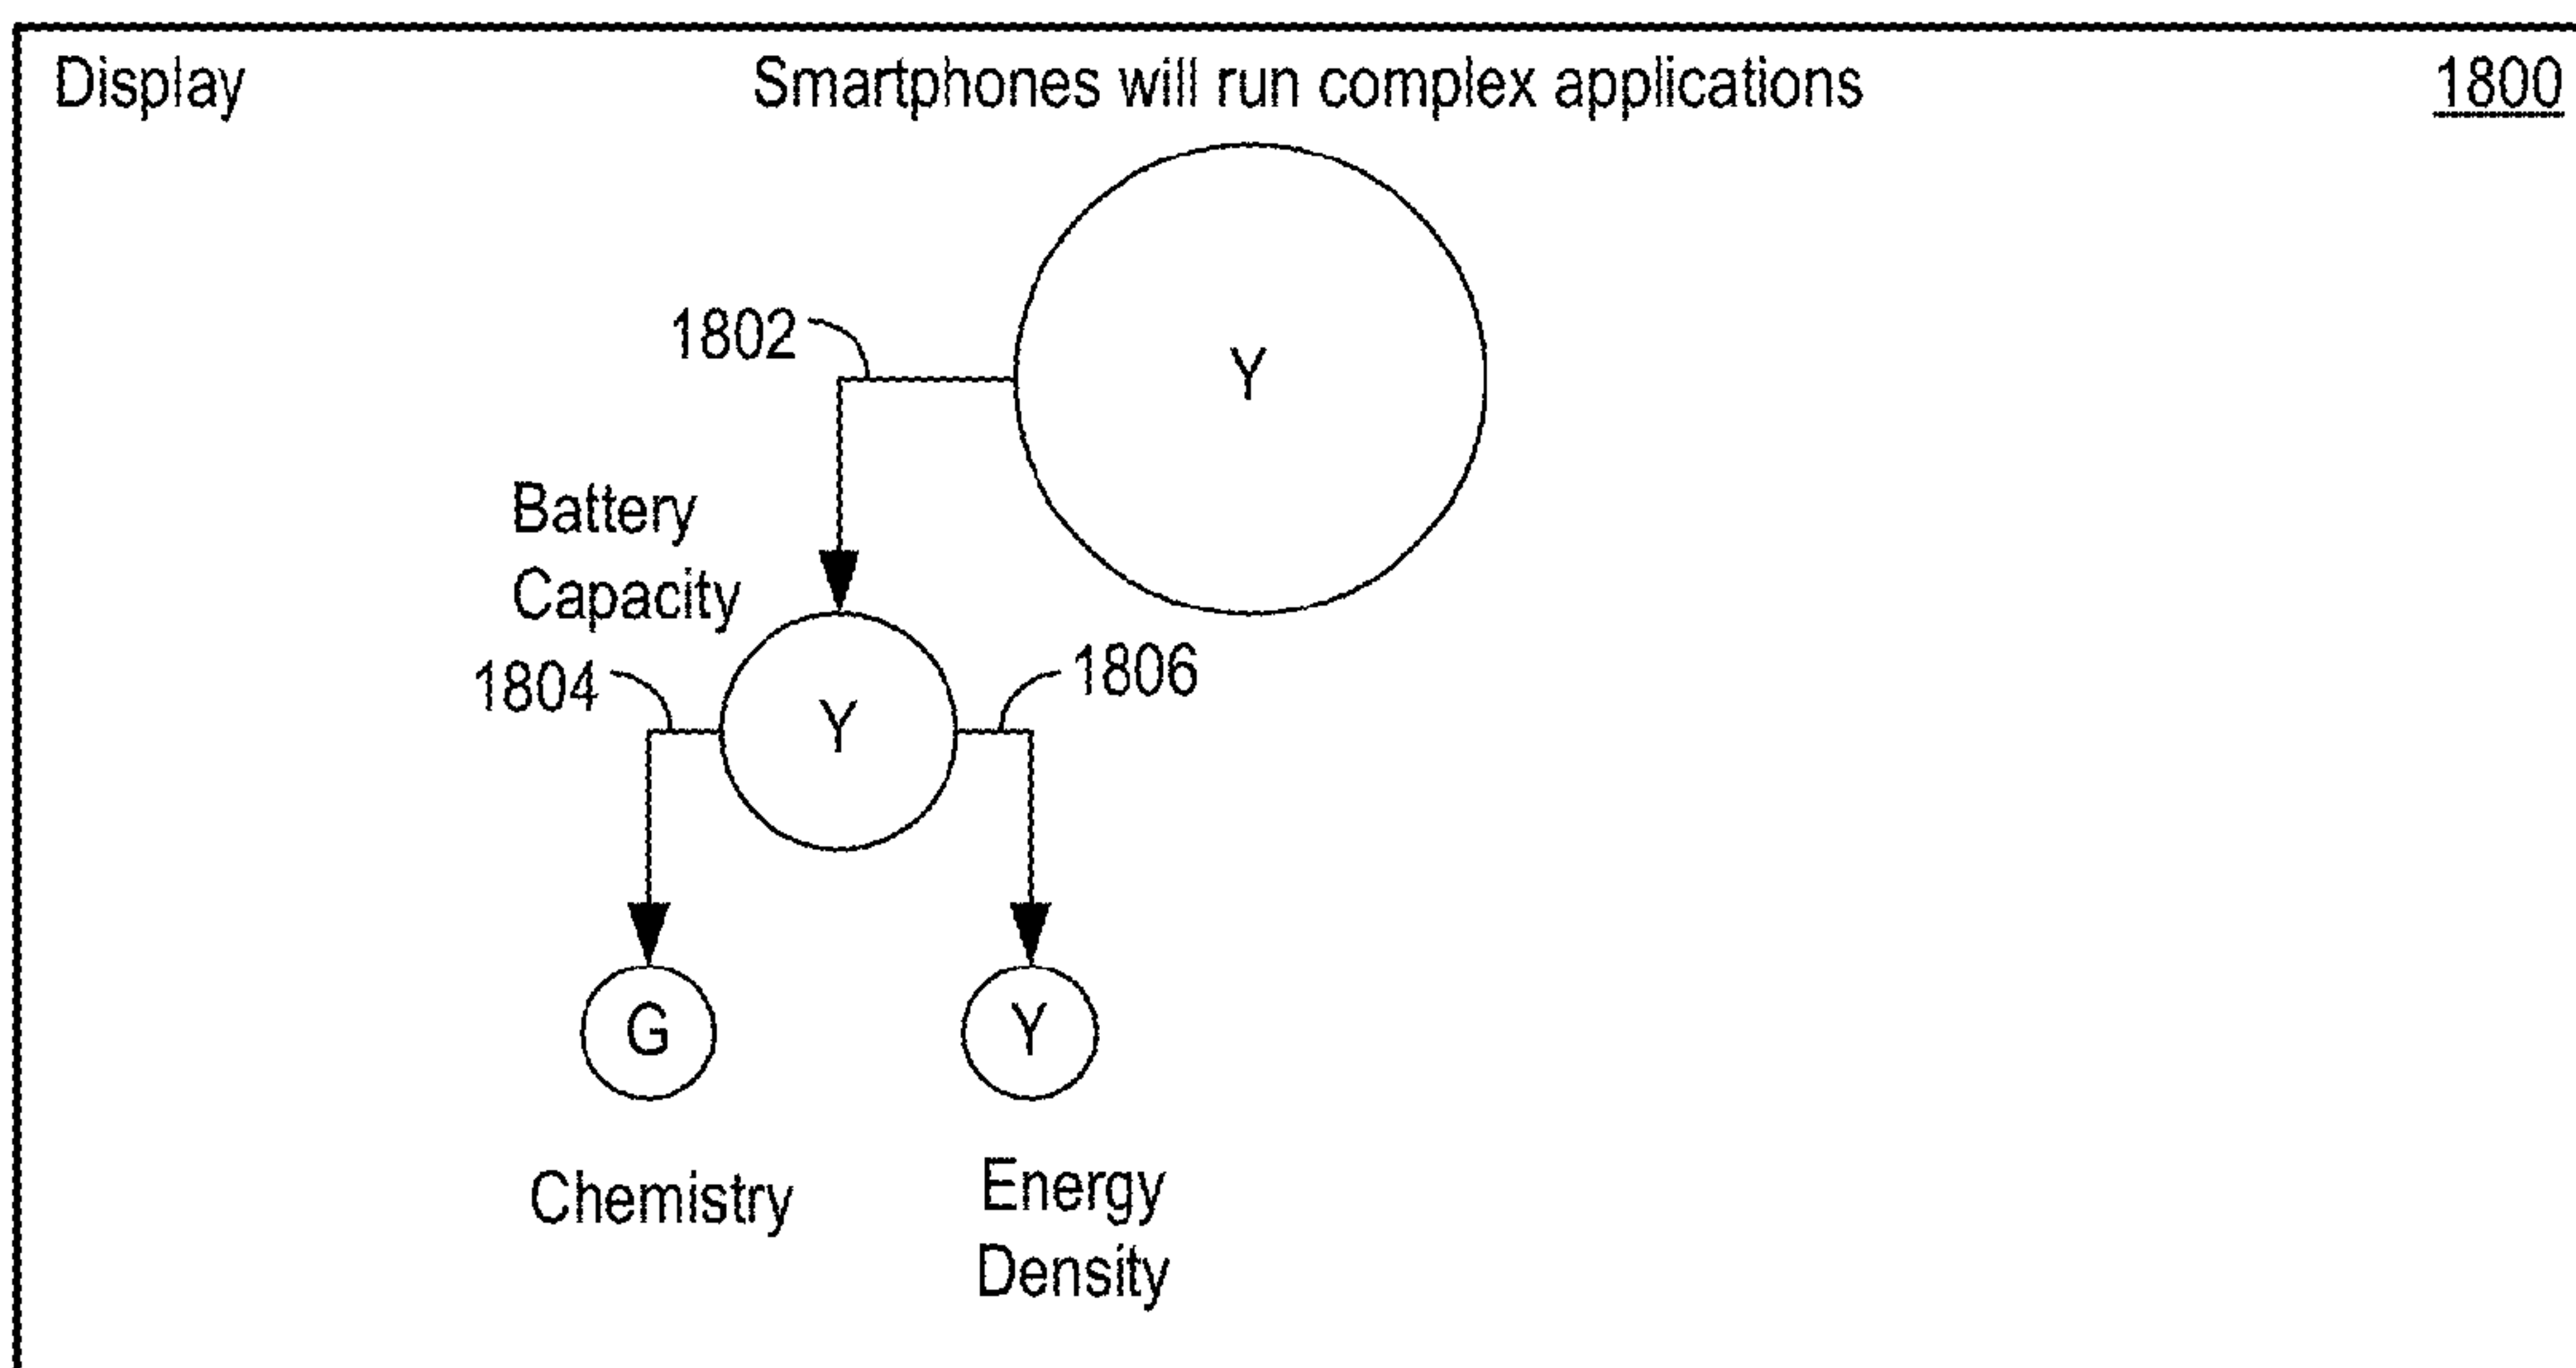 Display
Smartphones will run complex applications
1800
1802
Y
Battery
Capacity
1804
Y
1806
G
Y
Chemistry
Energy
Density